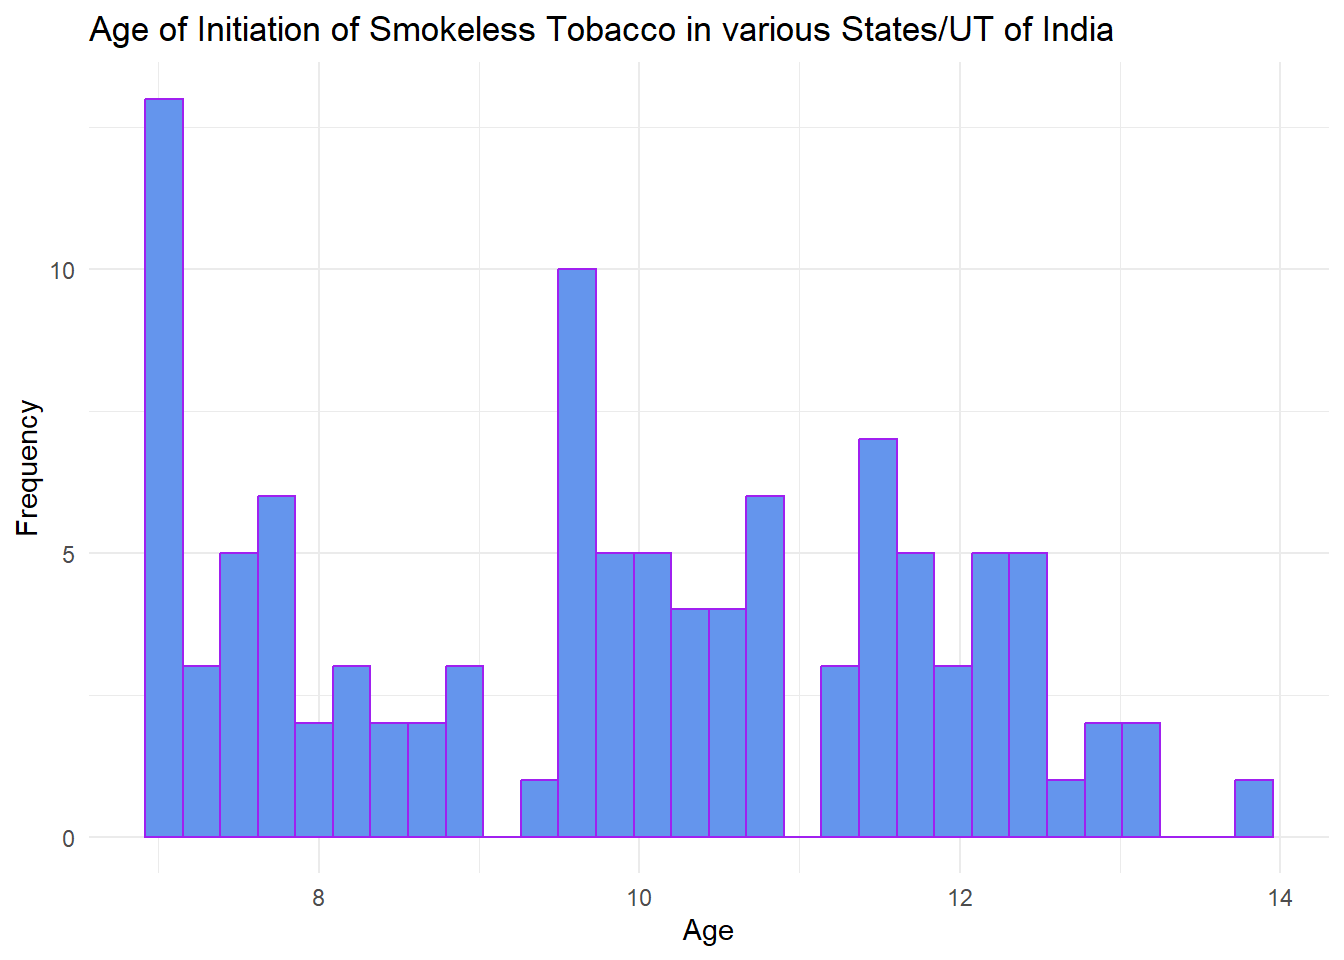 Age of Initiation of Smokeless Tobacco in various States/UT of India
10
5
0
Frequency
8 10 12 14
Age